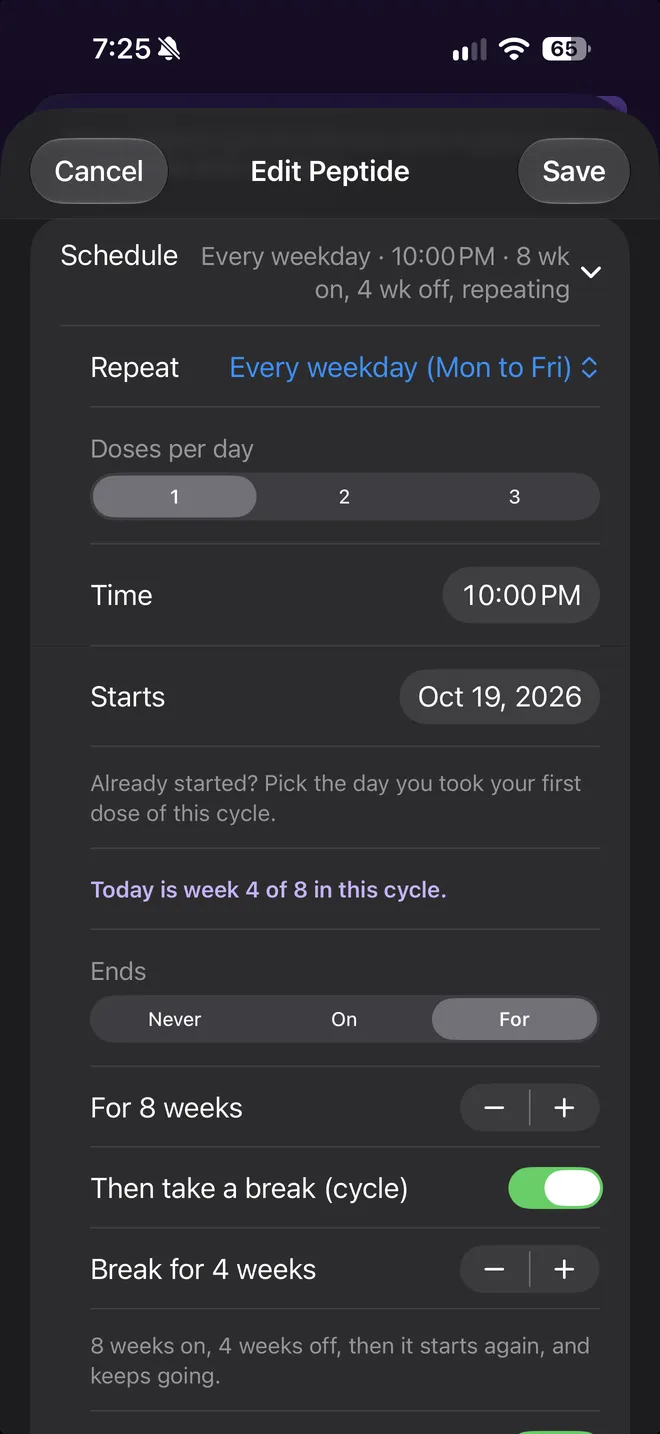 7:25
65
Cancel
Edit Peptide
Save
Schedule
Every weekday · 10:00 PM · 8 wk
on, 4 wk off, repeating
Repeat
Every weekday (Mon to Fri)
Doses per day
1
2
3
Time
10:00 PM
Starts
Oct 19, 2026
Already started? Pick the day you took your first
dose of this cycle.
Today is week 4 of 8 in this cycle.
Ends
Never
On
For
For 8 weeks
Then take a break (cycle)
Break for 4 weeks
8 weeks on, 4 weeks off, then it starts again, and
keeps going.